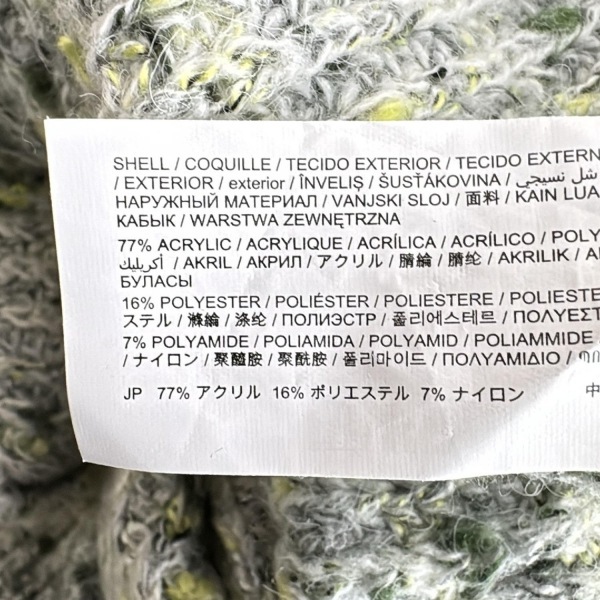 SHELL / COQUILLE / TECIDO EXTERIOR / TECIDO EXTERN
/ EXTERIOR / exterior / ÎNVELIŞ / ŠUSŤÁKOVINA / شل نسيجي
НАРУЖНЫЙ МАТЕРИАЛ / VANJSKI SLOJ / 面料 / KAIN LUA
КАБЫК / WARSTWA ZEWNĘTRZNA
77% ACRYLIC / ACRYLIQUE / ACRÍLICA / ACRÍLICO / POLY
أكريليك / AKRIL / АКРИЛ / アクリル / 腈綸 / 腈纶 / AKRILIK /
БУЛАСЫ
16% POLYESTER / POLIÉSTER / POLIESTERE / POLIESTE
ステル / 滌綸 / 涤纶 / ПОЛИЭСТР / 폴리에스테르 / ΠΟΛΥΕΣΤ
7% POLYAMIDE / POLIAMIDA / POLYAMID / POLIAMMIDE
/ ナイロン / 聚醯胺 / 聚酰胺 / 폴리마이드 / ΠΟΛΥΑΜΙΔΙΟ /
JP 77% アクリル 16% ポリエステル 7% ナイロン 中